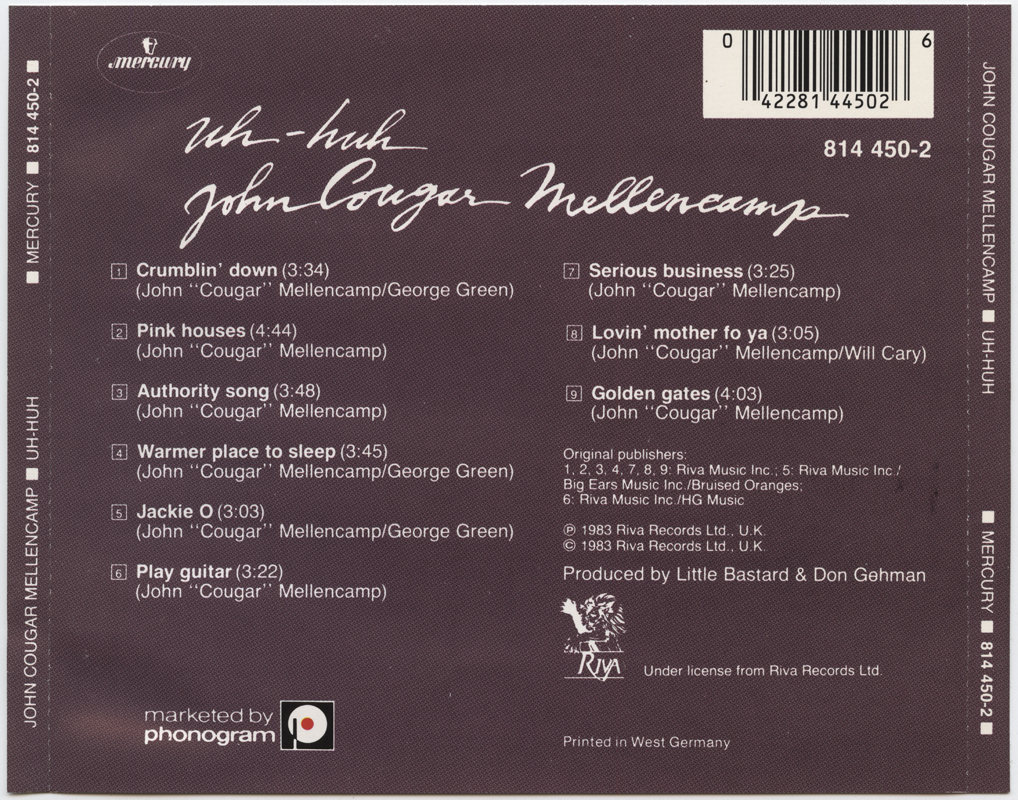 mercury
0 42281 44502 6
814 450-2
uh-huh
John Cougar Mellencamp
1 Crumblin' down (3:34)
(John "Cougar" Mellencamp/George Green)
2 Pink houses (4:44)
(John "Cougar" Mellencamp)
3 Authority song (3:48)
(John "Cougar" Mellencamp)
4 Warmer place to sleep (3:45)
(John "Cougar" Mellencamp/George Green)
5 Jackie O (3:03)
(John "Cougar" Mellencamp/George Green)
6 Play guitar (3:22)
(John "Cougar" Mellencamp)
7 Serious business (3:25)
(John "Cougar" Mellencamp)
8 Lovin' mother fo ya (3:05)
(John "Cougar" Mellencamp/Will Cary)
9 Golden gates (4:03)
(John "Cougar" Mellencamp)
Original publishers:
1, 2, 3, 4, 7, 8, 9: Riva Music Inc.; 5: Riva Music Inc./
Big Ears Music Inc./Bruised Oranges;
6: Riva Music Inc./HG Music
℗ 1983 Riva Records Ltd., U.K.
© 1983 Riva Records Ltd., U.K.
Produced by Little Bastard & Don Gehman
RIVA
Under license from Riva Records Ltd.
marketed by
phonogram
Printed in West Germany
JOHN COUGAR MELLENCAMP ■ UH-HUH ■ MERCURY ■ 814 450-2 ■
JOHN COUGAR MELLENCAMP ■ UH-HUH ■ MERCURY ■ 814 450-2 ■